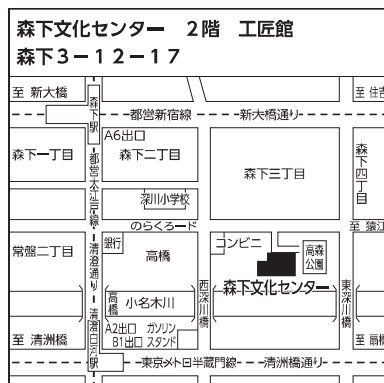 森下文化センター　2階　工匠館
森下3－12－17
至 新大橋
森下駅
都営新宿線
新大橋通り
至 住吉
A6出口
森下一丁目
森下二丁目
森下三丁目
森下四丁目
都営大江戸線
深川小学校
のらくろード
至 猿江
常盤二丁目
清澄通り
銀行
高橋
コンビニ
高森公園
森下文化センター
高橋
小名木川
西深川橋
東深川橋
A2出口
B1出口
ガソリンスタンド
至 清洲橋
清澄白河駅
至 扇橋
東京メトロ半蔵門線
清洲橋通り